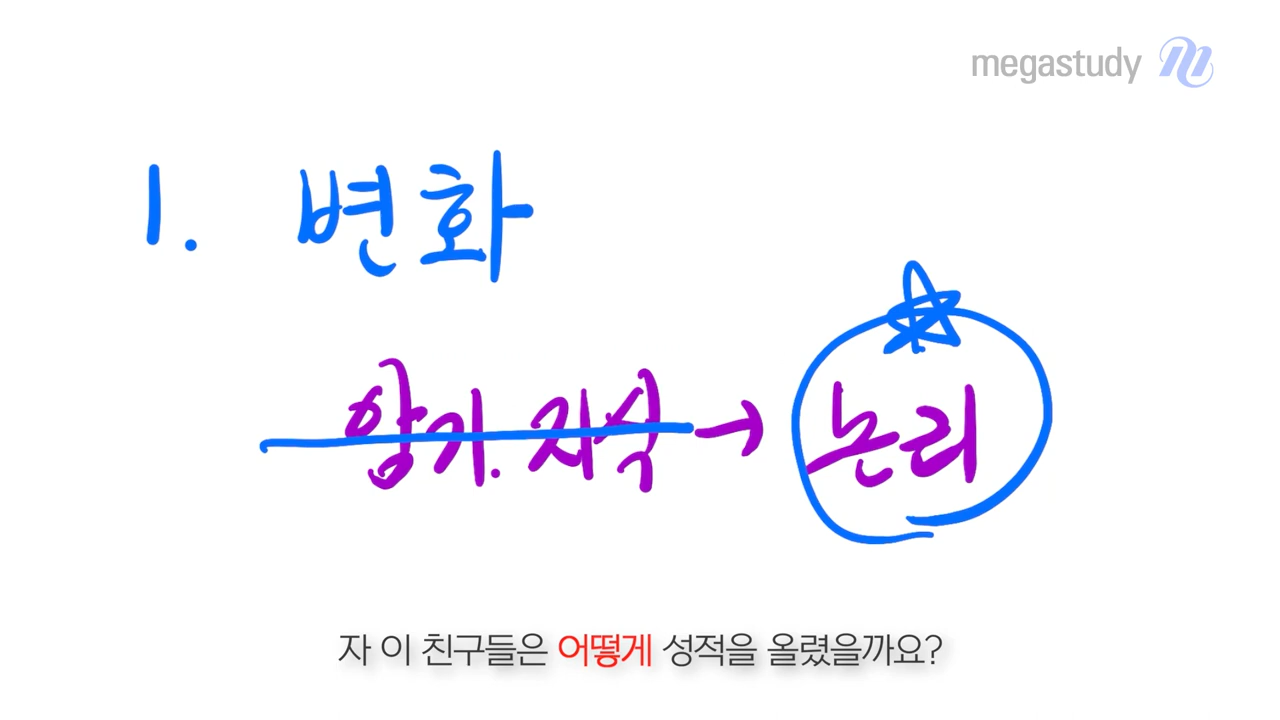 megastudy
1. 변화
암기. 지식 → 논리
자 이 친구들은 어떻게 성적을 올렸을까요?